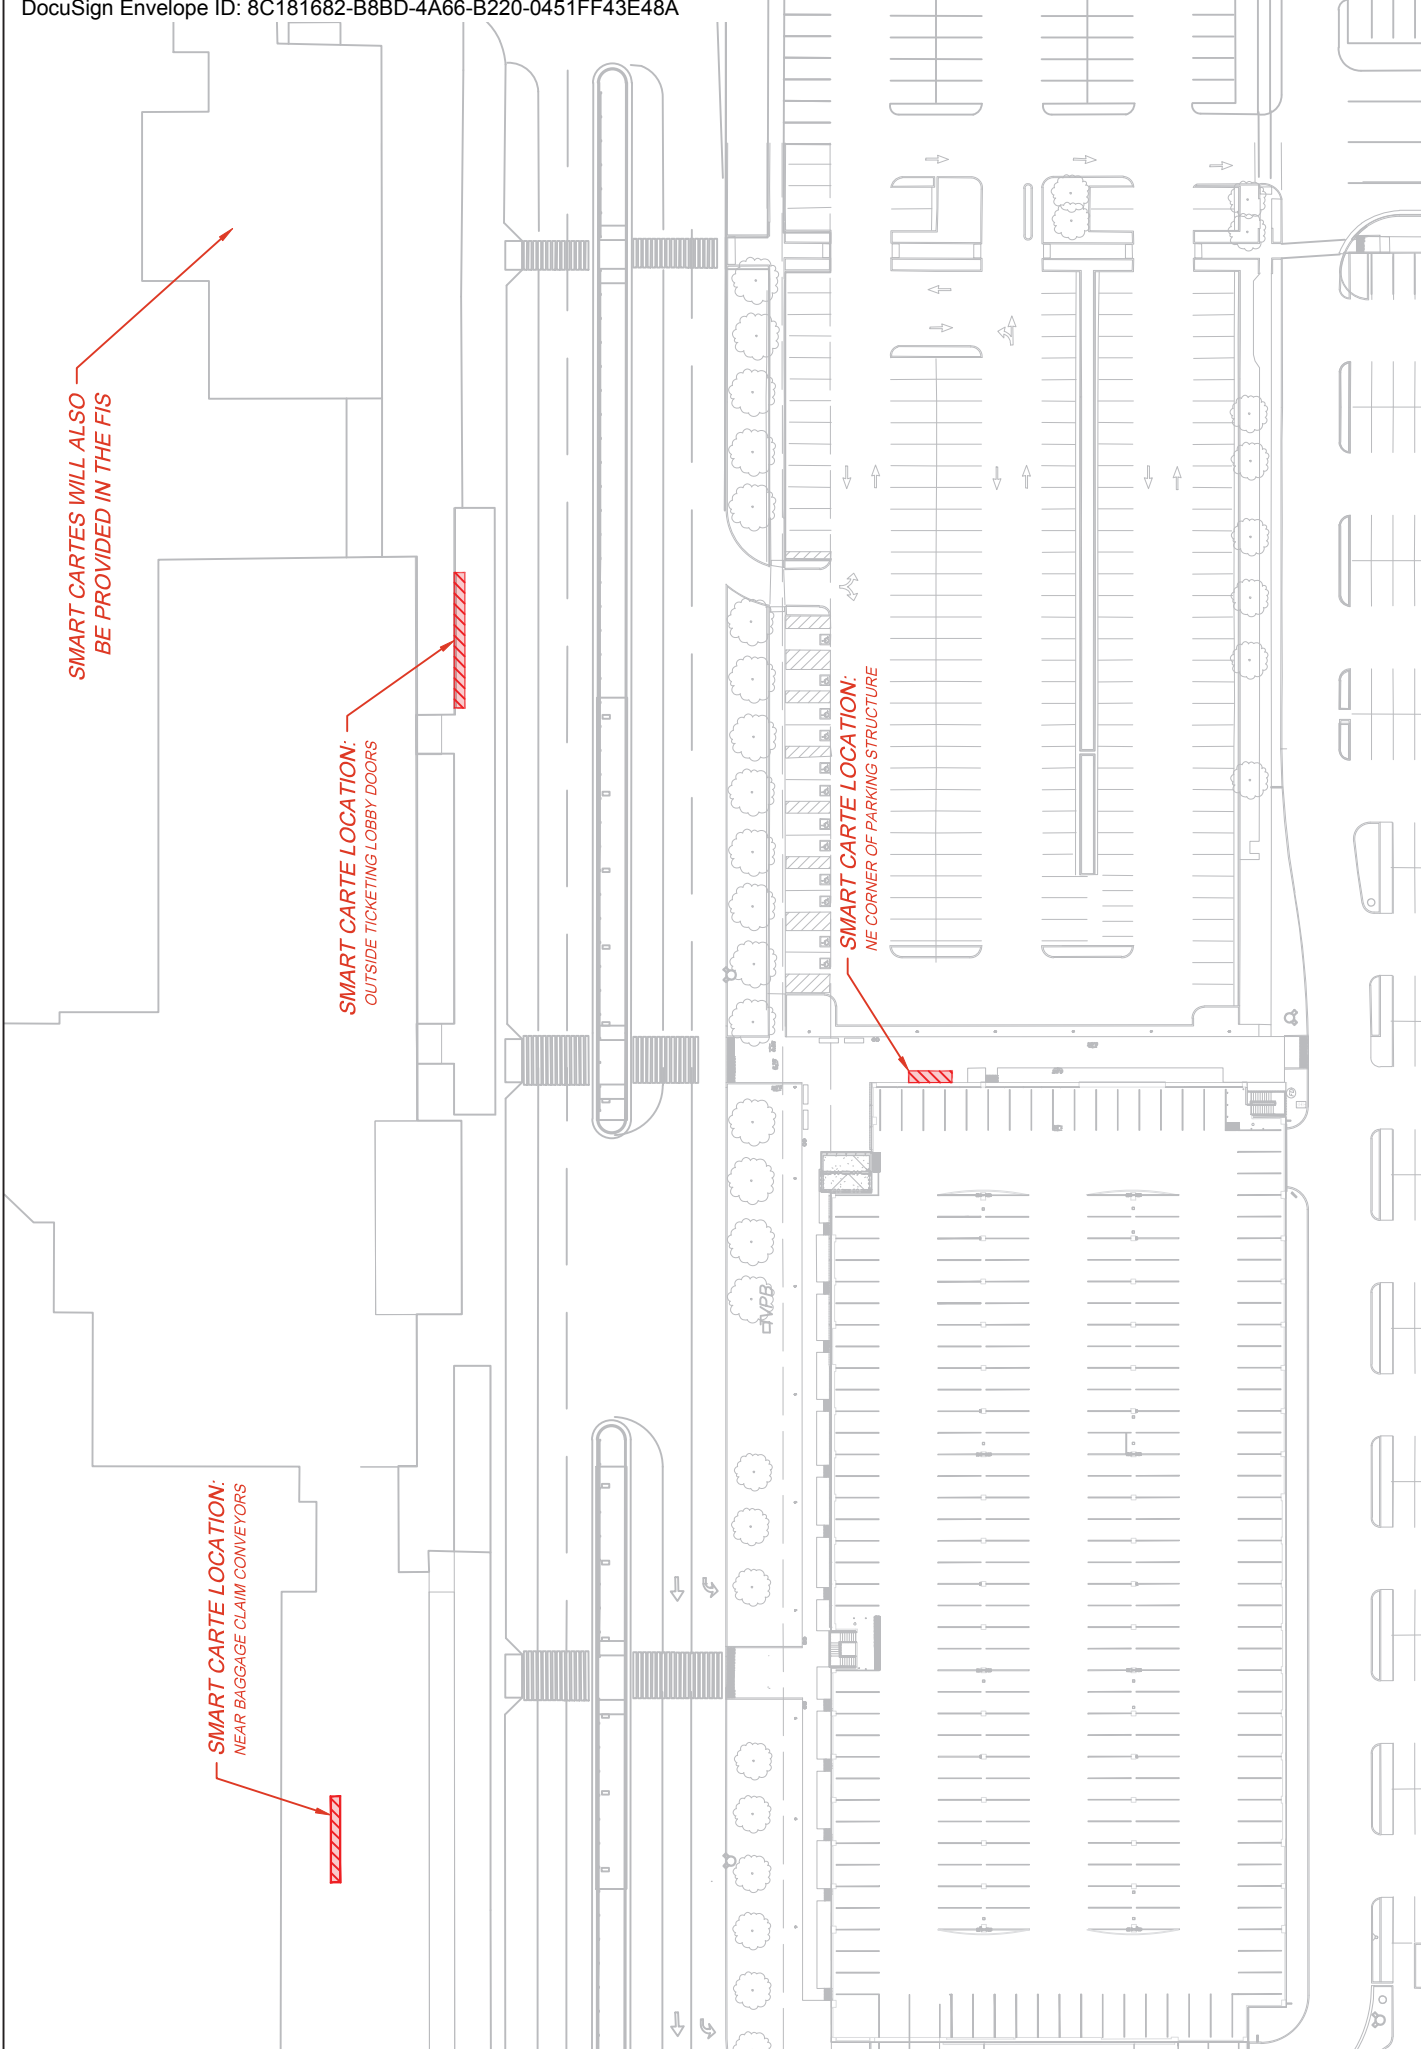 DocuSign Envelope ID: 8C181682-B8BD-4A66-B220-0451FF43E48A
SMART CARTES WILL ALSO
BE PROVIDED IN THE FIS
SMART CARTE LOCATION:
OUTSIDE TICKETING LOBBY DOORS
SMART CARTE LOCATION:
NE CORNER OF PARKING STRUCTURE
TVPB
SMART CARTE LOCATION:
NEAR BAGGAGE CLAIM CONVEYORS